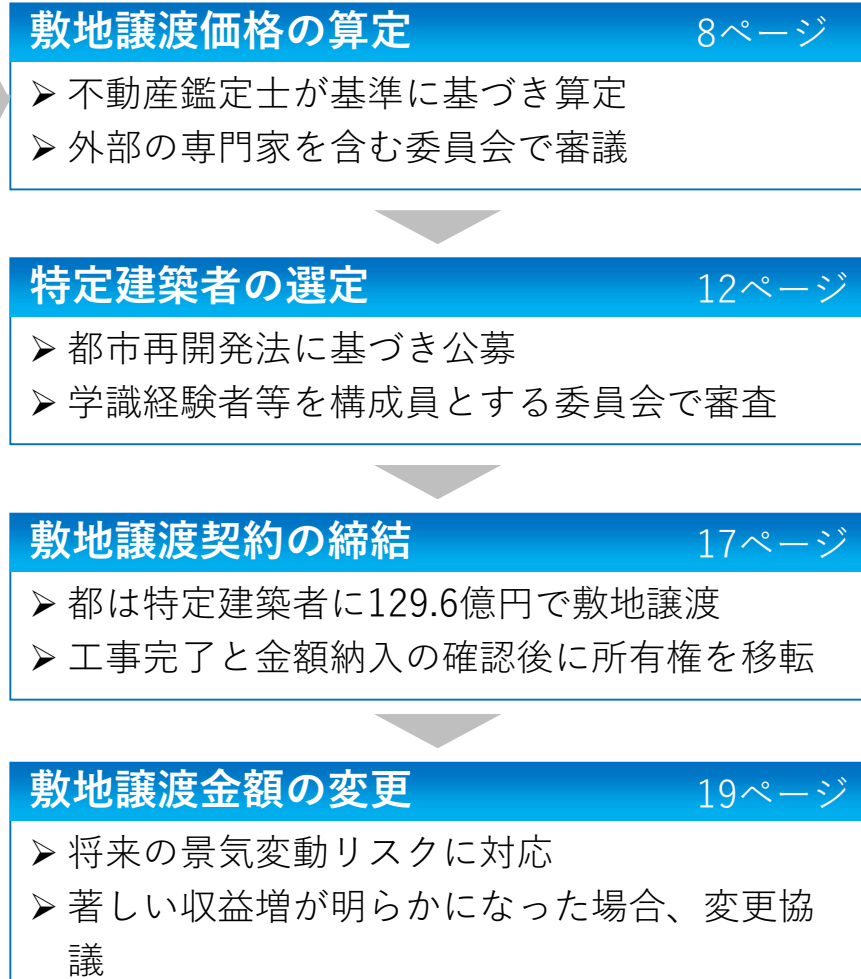 敷地譲渡価格の算定 8ページ
➤ 不動産鑑定士が基準に基づき算定
➤ 外部の専門家を含む委員会で審議
特定建築者の選定 12ページ
➤ 都市再開発法に基づき公募
➤ 学識経験者等を構成員とする委員会で審査
敷地譲渡契約の締結 17ページ
➤ 都は特定建築者に129.6億円で敷地譲渡
➤ 工事完了と金額納入の確認後に所有権を移転
敷地譲渡金額の変更 19ページ
➤ 将来の景気変動リスクに対応
➤ 著しい収益増が明らかになった場合、変更協
議